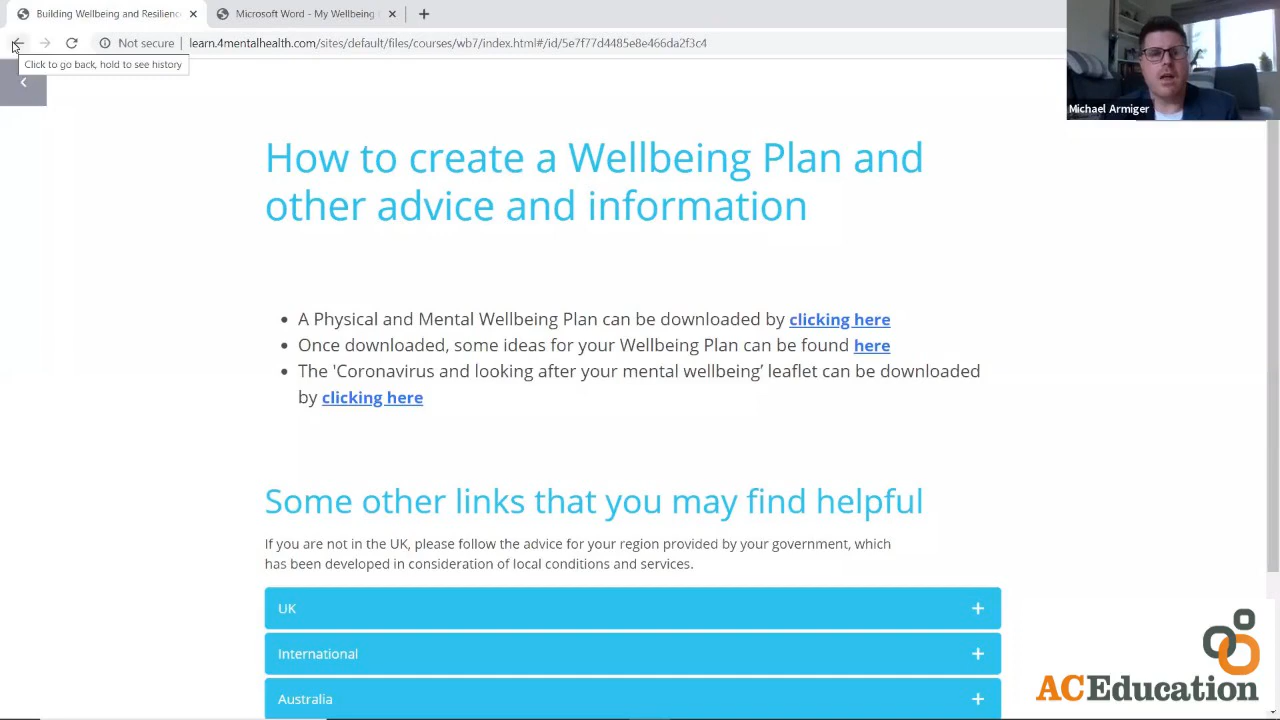 Building Wellbeing and Resilienc
Microsoft Word - My Wellbeing
Not secure
learn.4mentalhealth.com/sites/default/files/courses/wb7/index.html#/id/5e7f77d4485e8e466da2f3c4
Click to go back, hold to see history
Michael Armiger
How to create a Wellbeing Plan and
other advice and information
A Physical and Mental Wellbeing Plan can be downloaded by clicking here
Once downloaded, some ideas for your Wellbeing Plan can be found here
The 'Coronavirus and looking after your mental wellbeing’ leaflet can be downloaded
by clicking here
Some other links that you may find helpful
If you are not in the UK, please follow the advice for your region provided by your government, which
has been developed in consideration of local conditions and services.
UK
International
Australia
ACEducation